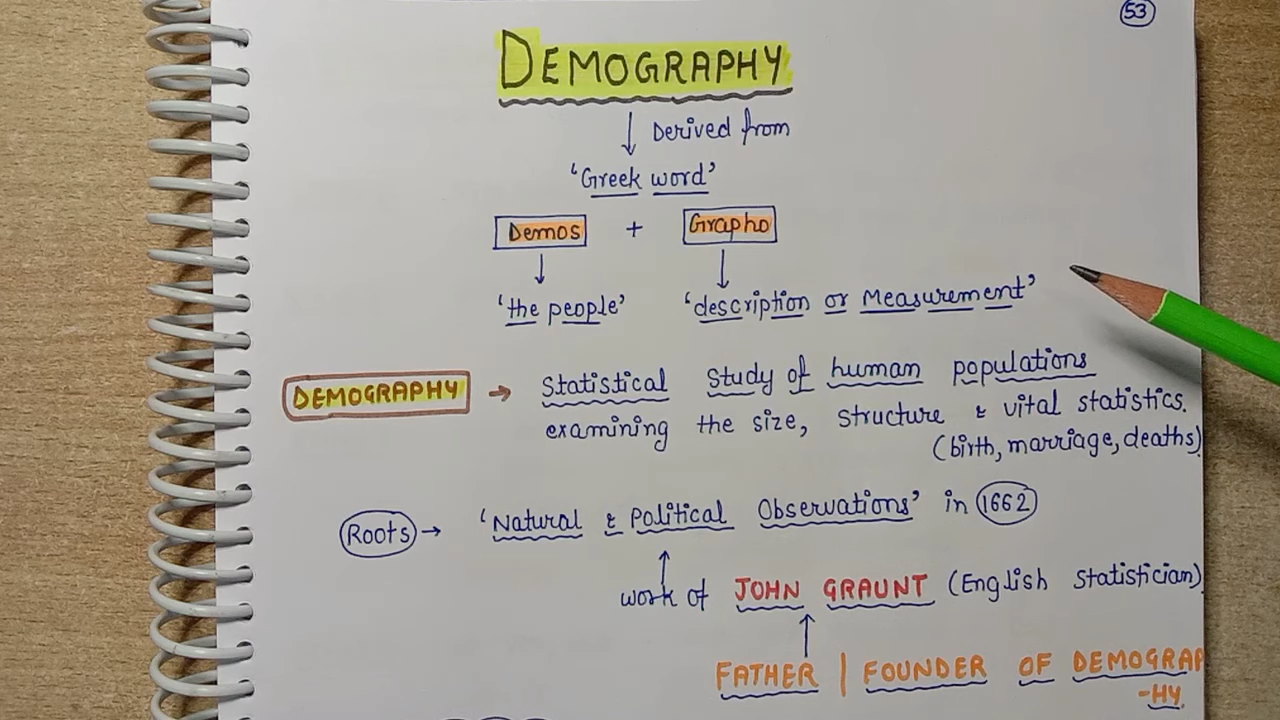 53
DEMOGRAPHY
↓ Derived from
'Greek word'
Demos + Grapho
↓ ↓
'the people' 'description or Measurement'
DEMOGRAPHY → Statistical Study of human populations
examining the size, structure & vital statistics.
(birth, marriage, deaths)
Roots → 'Natural & Political Observations' in 1662
↑
work of JOHN GRAUNT (English Statistician)
↑
FATHER | FOUNDER OF DEMOGRAP
-HY.